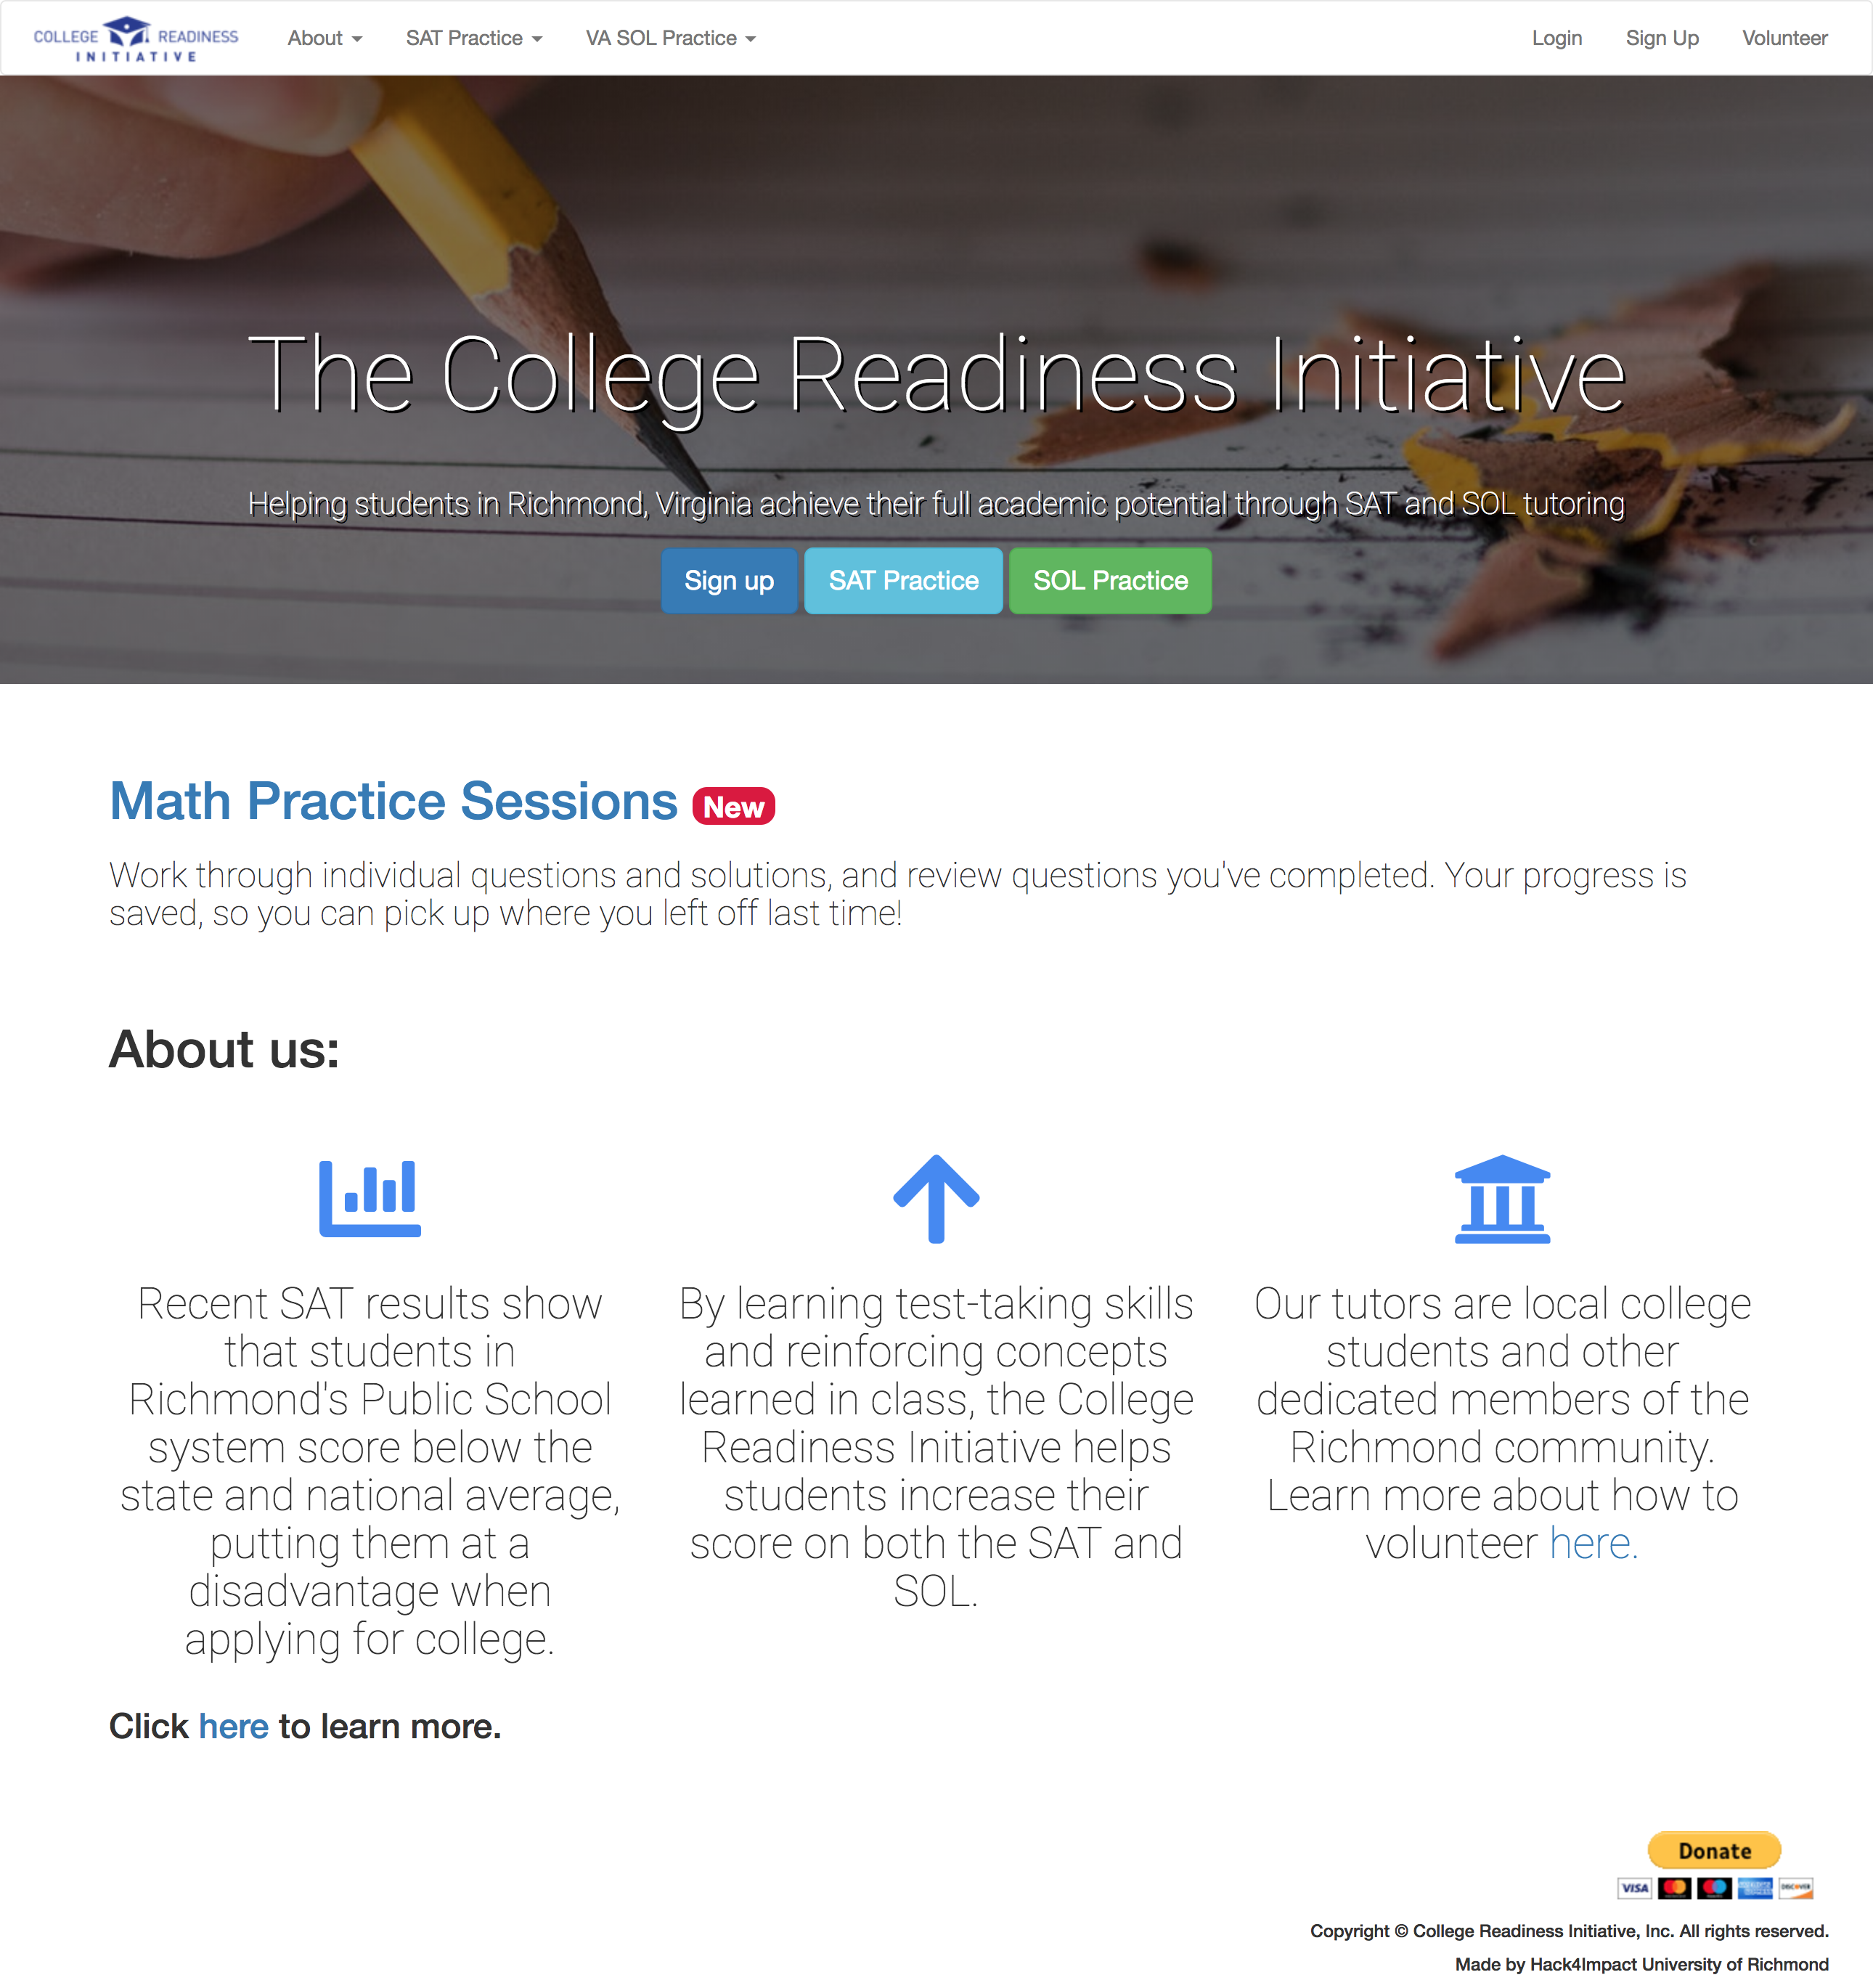 COLLEGE READINESS
INITIATIVE
About
SAT Practice
VA SOL Practice
Login
Sign Up
Volunteer
The College Readiness Initiative
Helping students in Richmond, Virginia achieve their full academic potential through SAT and SOL tutoring
Sign up
SAT Practice
SOL Practice
Math Practice Sessions New
Work through individual questions and solutions, and review questions you've completed. Your progress is
saved, so you can pick up where you left off last time!
About us:
Recent SAT results show
that students in
Richmond's Public School
system score below the
state and national average,
putting them at a
disadvantage when
applying for college.
By learning test-taking skills
and reinforcing concepts
learned in class, the College
Readiness Initiative helps
students increase their
score on both the SAT and
SOL.
Our tutors are local college
students and other
dedicated members of the
Richmond community.
Learn more about how to
volunteer here.
Click here to learn more.
Donate
VISA
DISCOVER
Copyright © College Readiness Initiative, Inc. All rights reserved.
Made by Hack4Impact University of Richmond